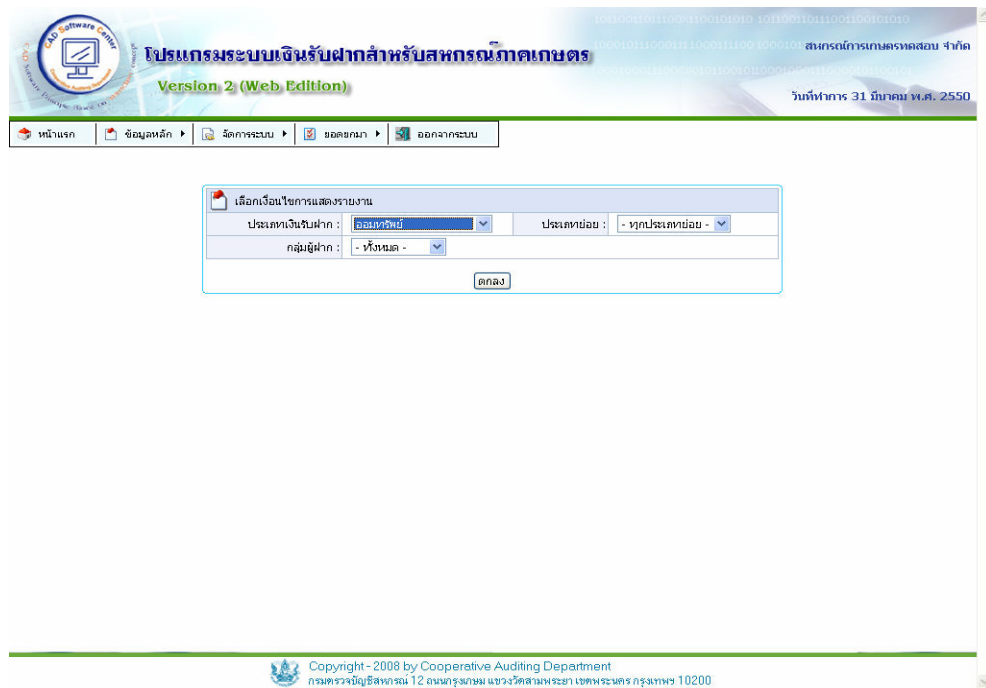 CAD Software Center
โปรแกรมระบบเงินรับฝากสำหรับสหกรณ์ภาคเกษตร
Version 2 (Web Edition)
สหกรณ์การเกษตรทดสอบ จำกัด
วันที่ทำการ 31 มีนาคม พ.ศ. 2550
หน้าแรก ข้อมูลหลัก จัดการระบบ ยอดยกมา ออกจากระบบ
เลือกเงื่อนไขการแสดงรายงาน
ประเภทเงินรับฝาก : ออมทรัพย์ ประเภทย่อย : - ทุกประเภทย่อย -
กลุ่มผู้ฝาก : - ทั้งหมด -
ตกลง
Copyright - 2008 by Cooperative Auditing Department
กรมตรวจบัญชีสหกรณ์ 12 ถนนกรุงเกษม แขวงวัดสามพระยา เขตพระนคร กรุงเทพฯ 10200